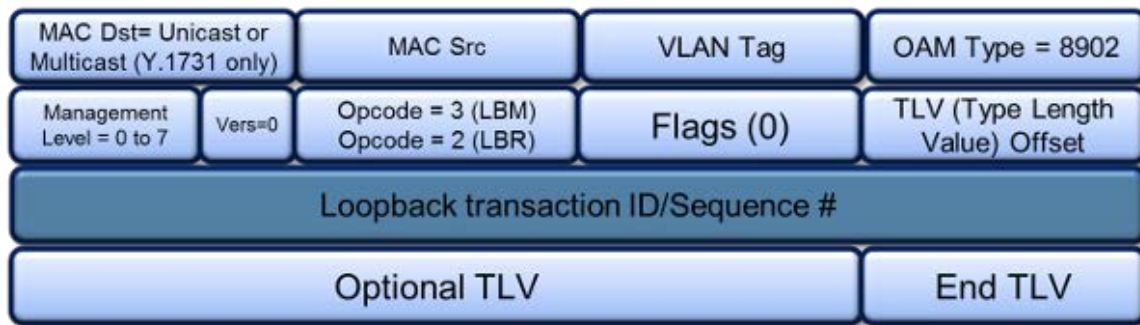 MAC Dst= Unicast or
Multicast (Y.1731 only)
MAC Src
VLAN Tag
OAM Type = 8902
Management
Level = 0 to 7
Vers=0
Opcode = 3 (LBM)
Opcode = 2 (LBR)
Flags (0)
TLV (Type Length
Value) Offset
Loopback transaction ID/Sequence #
Optional TLV
End TLV